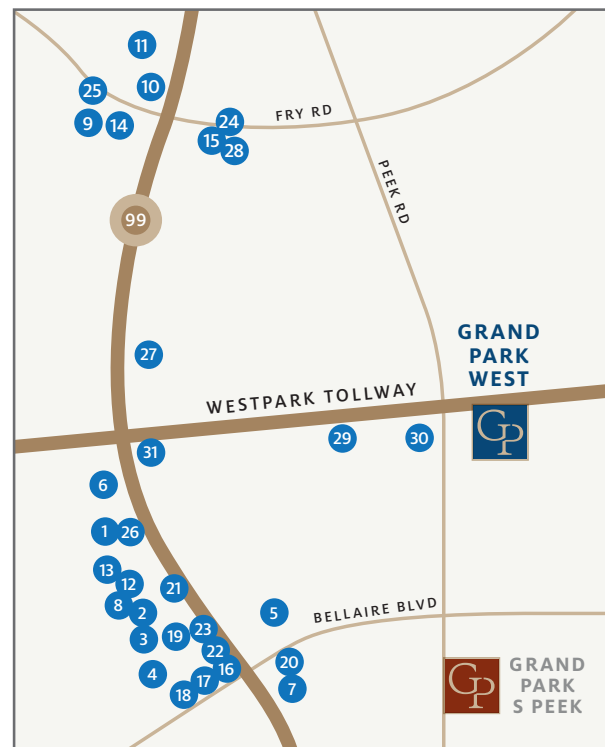 11
10
25
9
14
24
15
28
FRY RD
PEEK RD
99
27
GRAND
PARK
WEST
WESTPARK TOLLWAY
GP
29
30
31
6
1
26
13
12
21
8
2
5
BELLAIRE BLVD
3
19
23
22
20
16
4
17
7
18
GP
GRAND
PARK
S PEEK